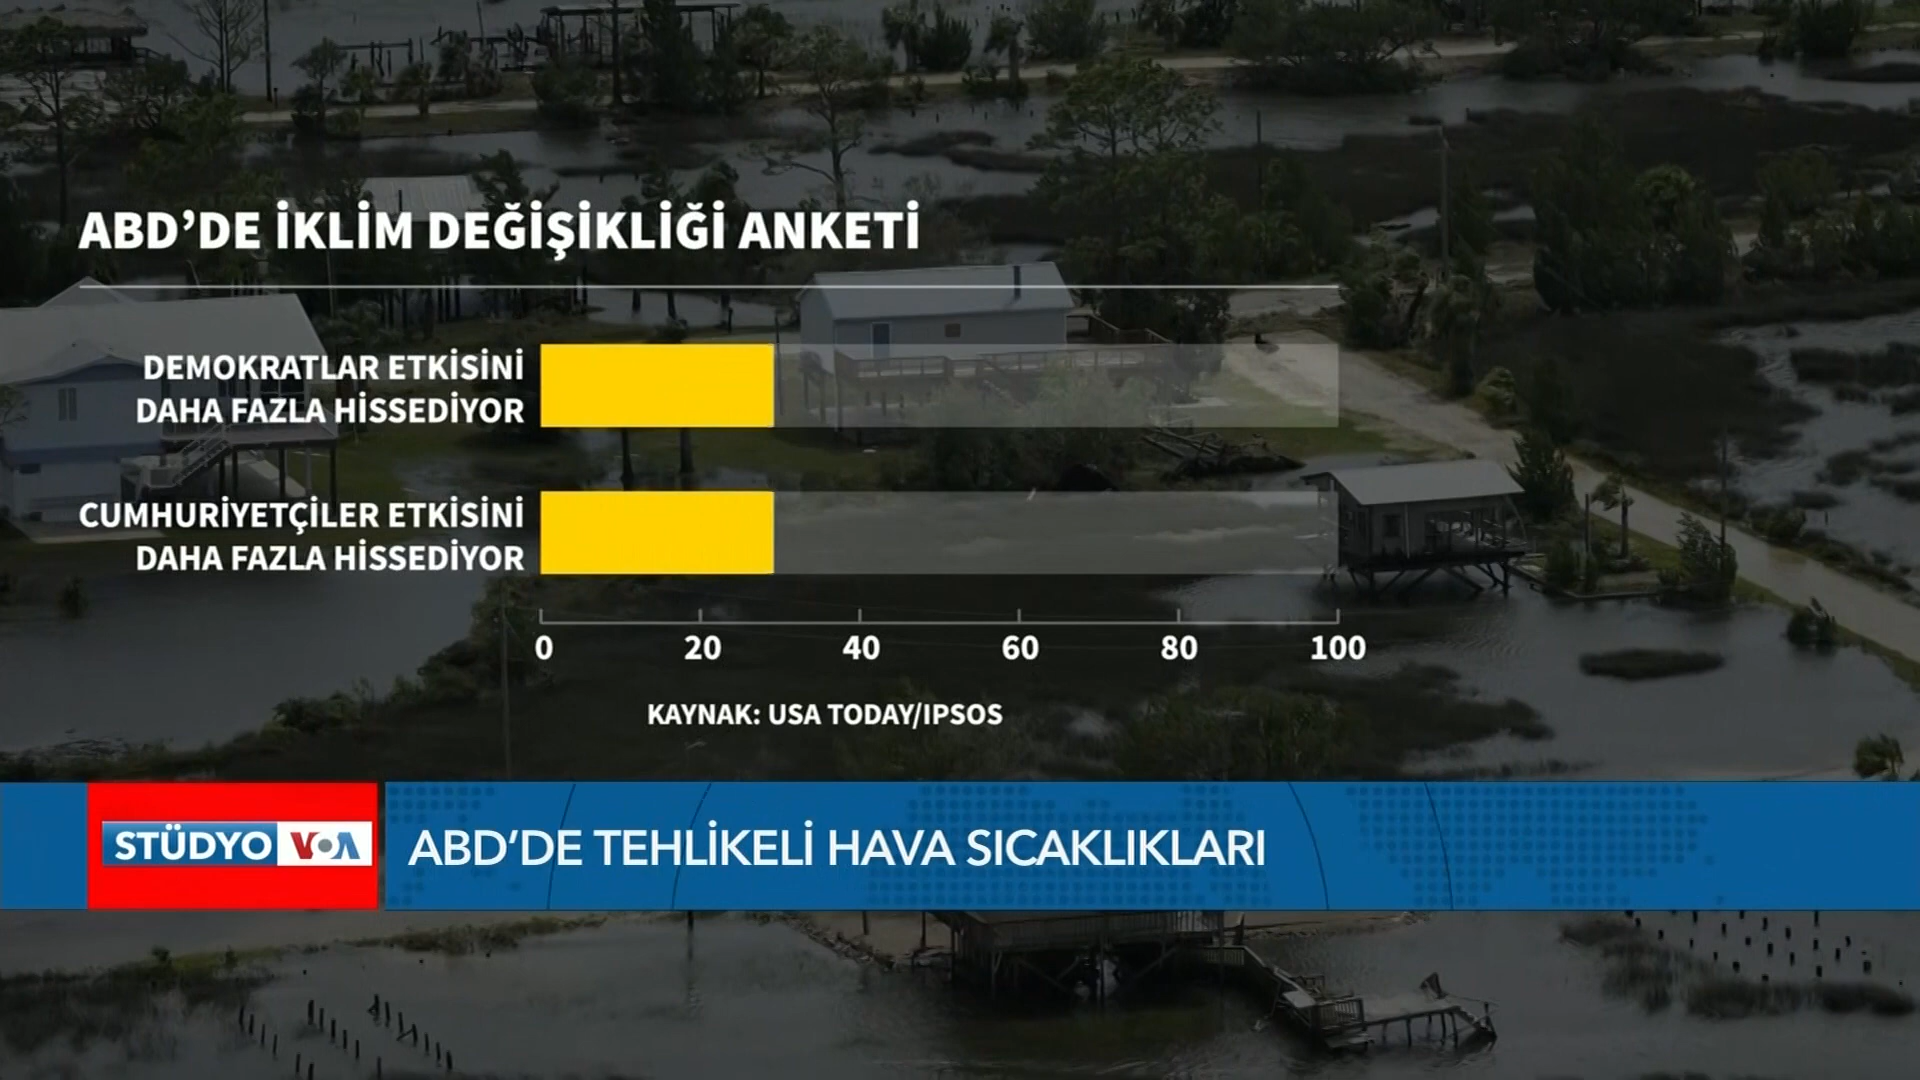 ABD’DE İKLİM DEĞİŞİKLİĞİ ANKETİ
DEMOKRATLAR ETKİSİNİ
DAHA FAZLA HİSSEDİYOR
CUMHURİYETÇİLER ETKİSİNİ
DAHA FAZLA HİSSEDİYOR
0 20 40 60 80 100
KAYNAK: USA TODAY/IPSOS
STÜDYO VOA
ABD’DE TEHLİKELİ HAVA SICAKLIKLARI